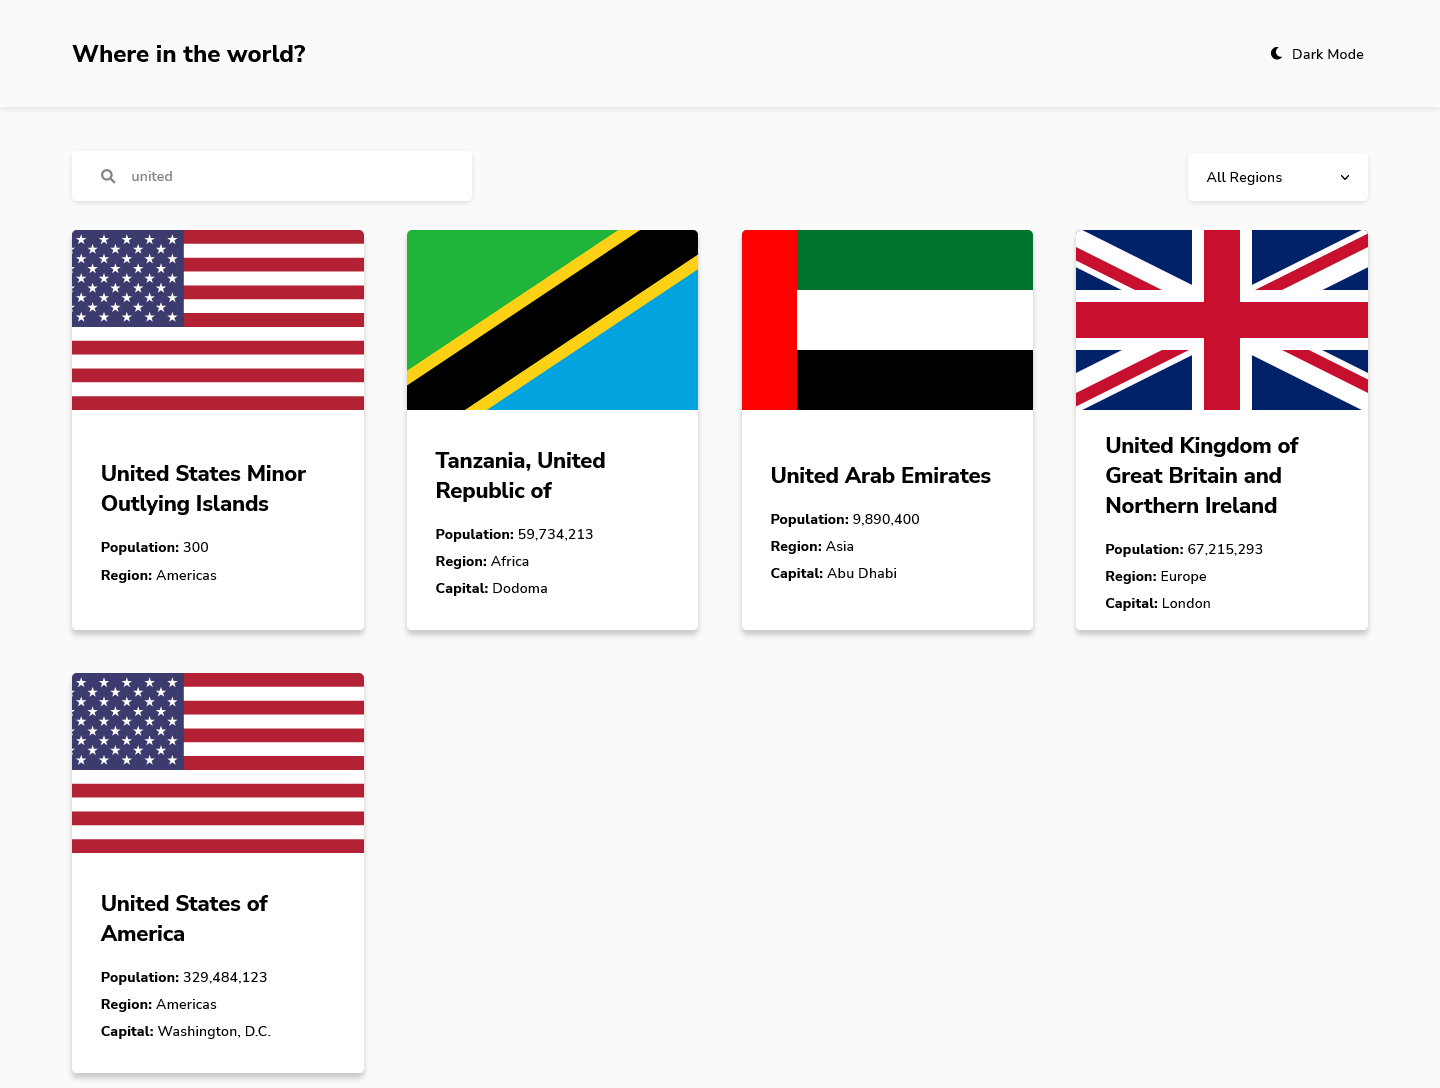 Where in the world?
Dark Mode
united
All Regions
United States Minor
Outlying Islands
Population: 300
Region: Americas
Tanzania, United
Republic of
Population: 59,734,213
Region: Africa
Capital: Dodoma
United Arab Emirates
Population: 9,890,400
Region: Asia
Capital: Abu Dhabi
United Kingdom of
Great Britain and
Northern Ireland
Population: 67,215,293
Region: Europe
Capital: London
United States of
America
Population: 329,484,123
Region: Americas
Capital: Washington, D.C.